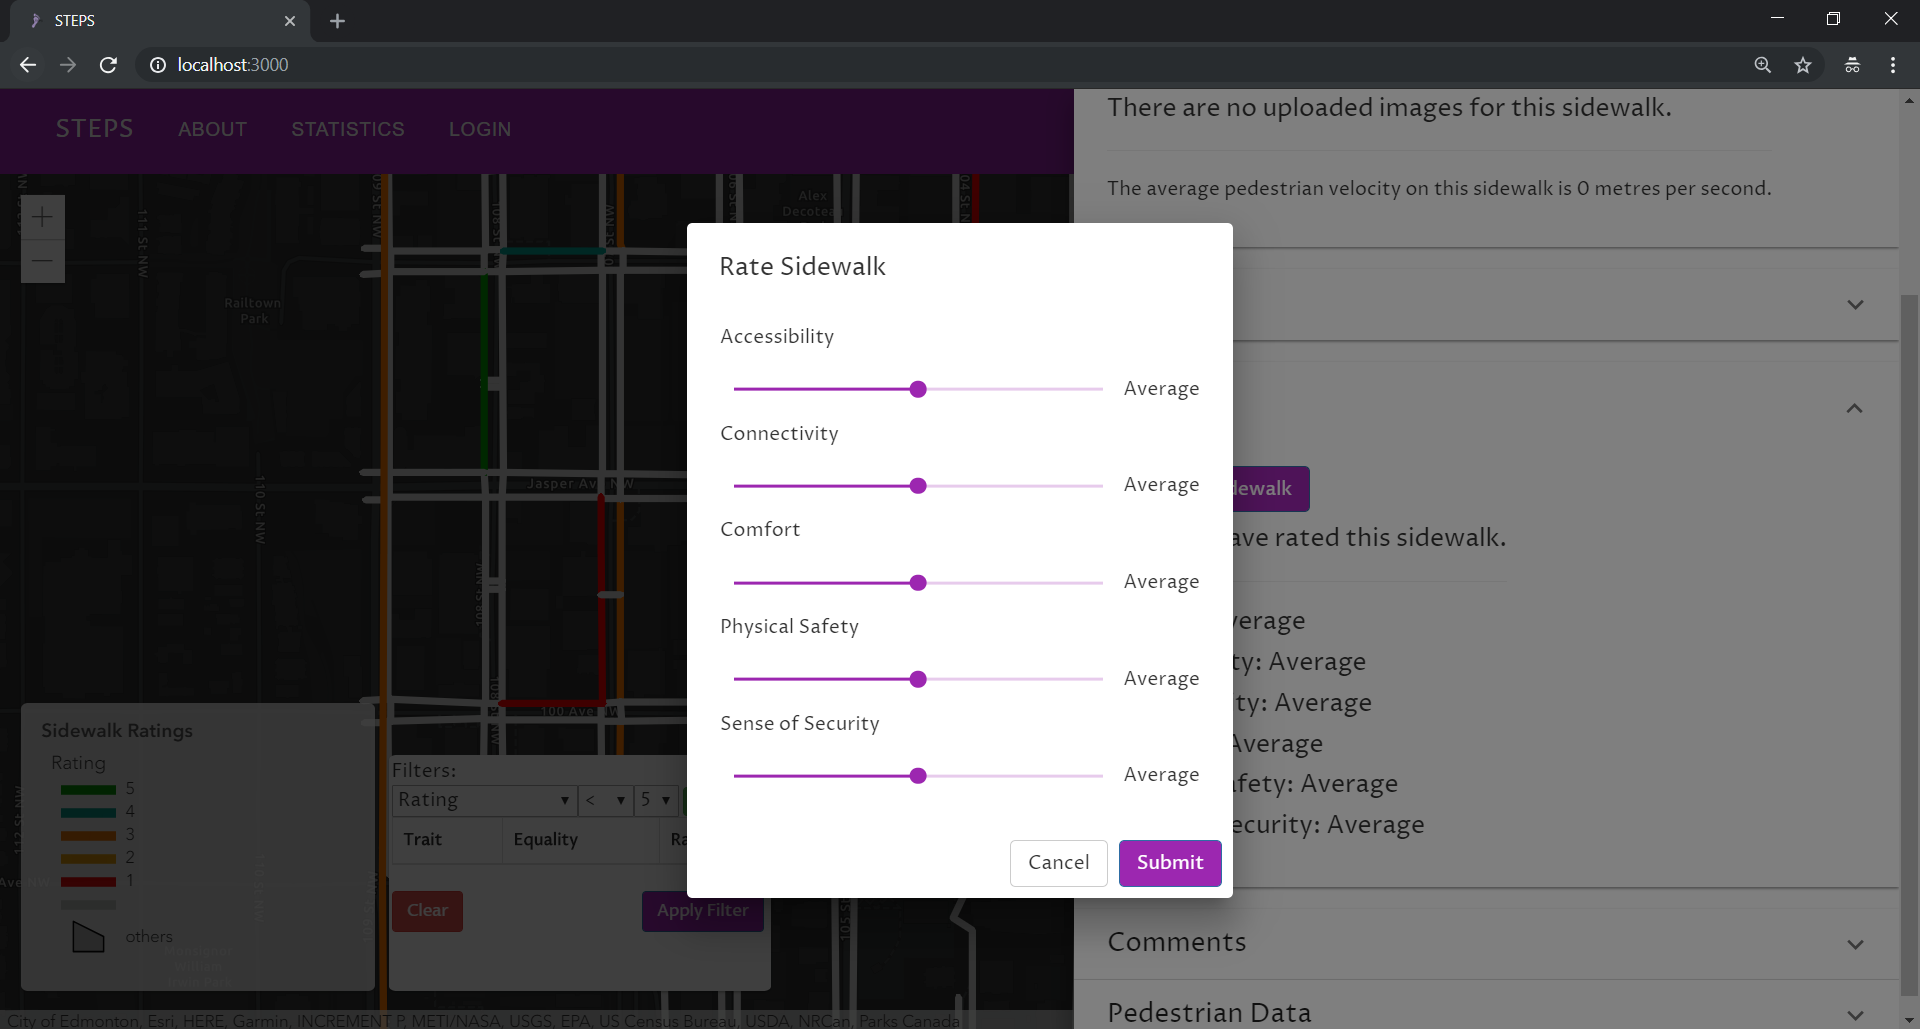 STEPS
localhost:3000
STEPS ABOUT STATISTICS LOGIN
There are no uploaded images for this sidewalk.
The average pedestrian velocity on this sidewalk is 0 metres per second.
Alex
Decoteau
111 St NW
Railtown
Park
110 St NW
Jasper Av NW
108 St NW
100 Ave NW
Rate Sidewalk
Accessibility
Average
Connectivity
Average
Comfort
Average
Physical Safety
Average
Sense of Security
Average
Cancel Submit
dewalk
ave rated this sidewalk.
verage
ty: Average
ty: Average
Average
afety: Average
ecurity: Average
Comments
Pedestrian Data
Sidewalk Ratings
Rating
5
4
3
2
1
others
Filters:
Rating < 5
Trait Equality Ra
Clear Apply Filter
112 St NW
City of Edmonton, Esri, HERE, Garmin, INCREMENT P, METI/NASA, USGS, EPA, US Census Bureau, USDA, NRCan, Parks Canada